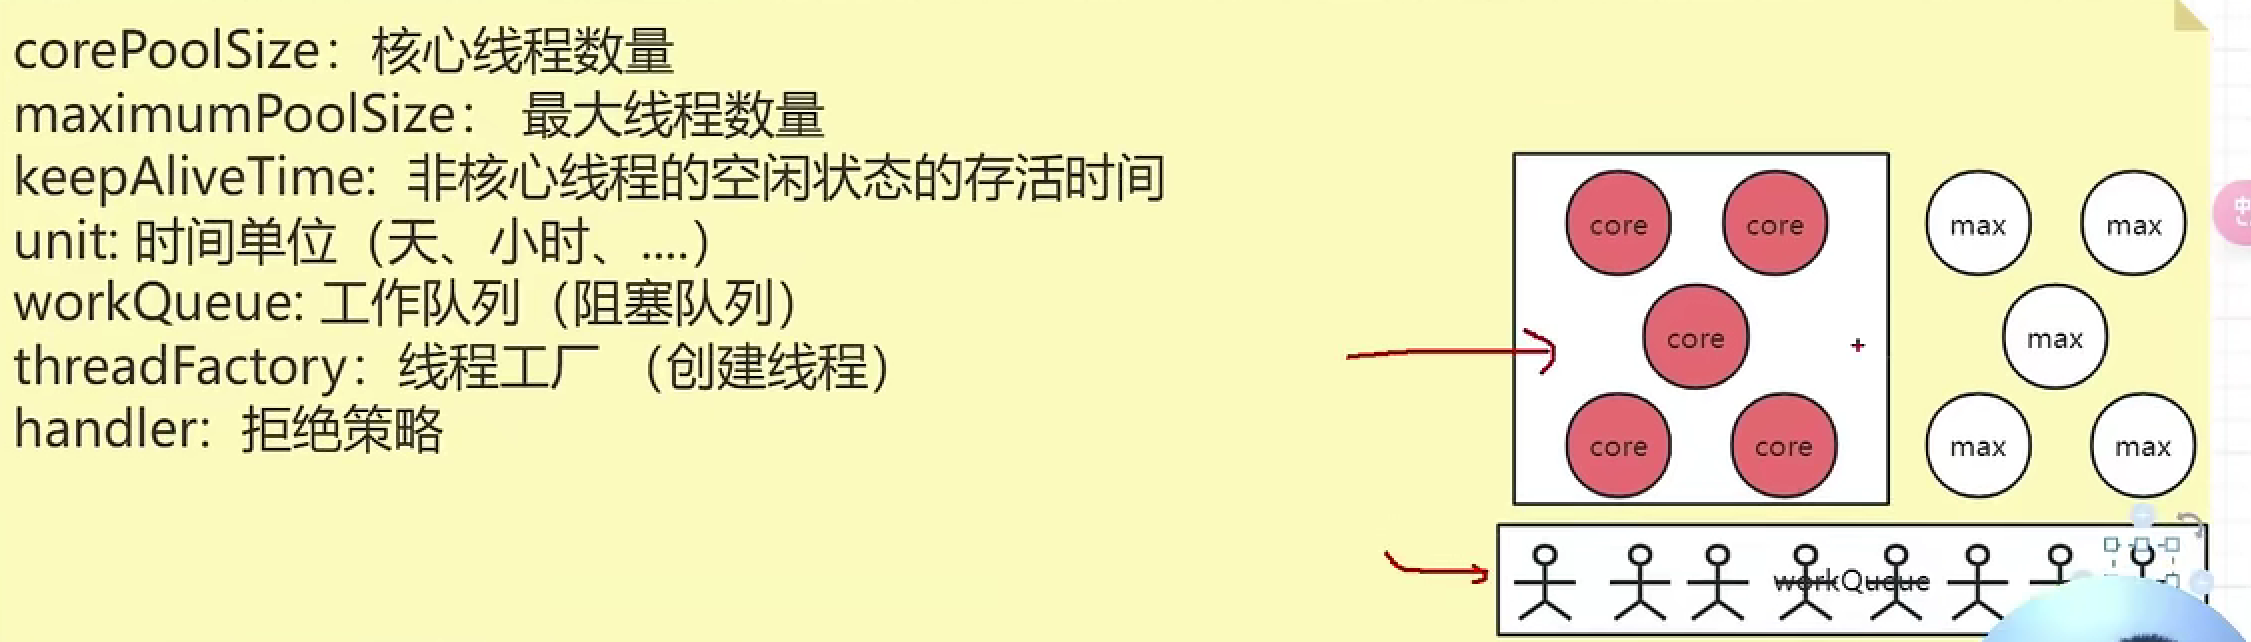 corePoolSize：核心线程数量
maximumPoolSize： 最大线程数量
keepAliveTime: 非核心线程的空闲状态的存活时间
unit: 时间单位（天、小时、....）
workQueue: 工作队列（阻塞队列）
threadFactory：线程工厂 （创建线程）
handler: 拒绝策略
core core max max
core max
core core max max
workQueue
中